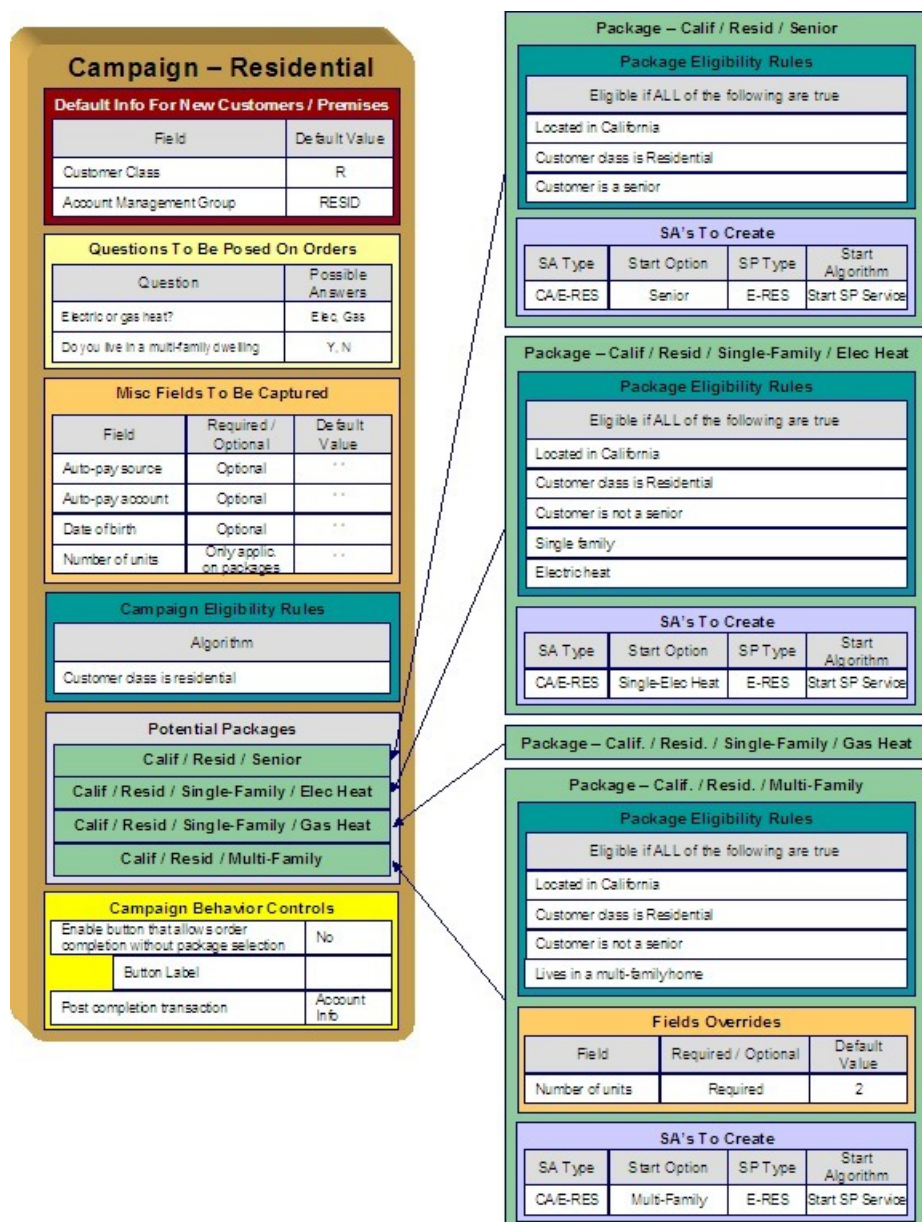 Campaign – Residential
Default Info For New Customers / Premises
Field Default Value
Customer Class R
Account Management Group RESID
Questions To Be Posed On Orders
Question Possible Answers
Electric or gas heat? Elec, Gas
Do you live in a multi-family dwelling Y, N
Misc Fields To Be Captured
Field Required / Optional Default Value
Auto-pay source Optional ' '
Auto-pay account Optional ' '
Date of birth Optional ' '
Number of units Only applic. on packages ' '
Campaign Eligibility Rules
Algorithm
Customer class is residential
Potential Packages
Calif / Resid / Senior
Calif / Resid / Single-Family / Elec Heat
Calif / Resid / Single-Family / Gas Heat
Calif / Resid / Multi-Family
Campaign Behavior Controls
Enable button that allows order completion without package selection No
Button Label
Post completion transaction Account Info
Package – Calif / Resid / Senior
Package Eligibility Rules
Eligible if ALL of the following are true
Located in California
Customer class is Residential
Customer is a senior
SA's To Create
SA Type Start Option SP Type Start Algorithm
CA/E-RES Senior E-RES Start SP Service
Package – Calif / Resid / Single-Family / Elec Heat
Package Eligibility Rules
Eligible if ALL of the following are true
Located in California
Customer class is Residential
Customer is not a senior
Single family
Electric heat
SA's To Create
SA Type Start Option SP Type Start Algorithm
CA/E-RES Single-Elec Heat E-RES Start SP Service
Package – Calif. / Resid. / Single-Family / Gas Heat
Package – Calif. / Resid. / Multi-Family
Package Eligibility Rules
Eligible if ALL of the following are true
Located in California
Customer class is Residential
Customer is not a senior
Lives in a multi-family home
Fields Overrides
Field Required / Optional Default Value
Number of units Required 2
SA's To Create
SA Type Start Option SP Type Start Algorithm
CA/E-RES Multi-Family E-RES Start SP Service